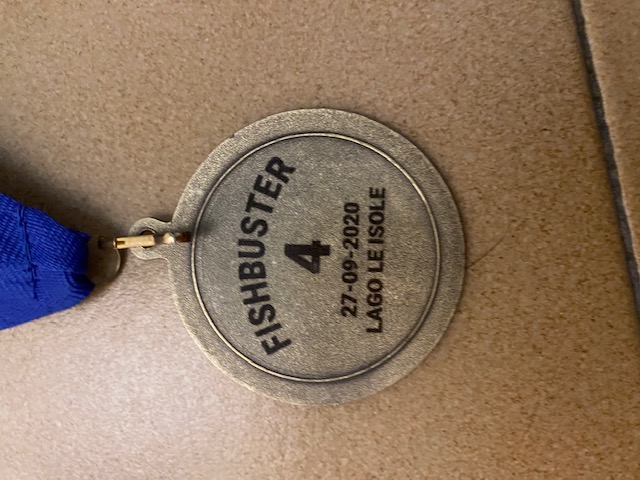 FISHBUSTER
4
27-09-2020
LAGO LE ISOLE